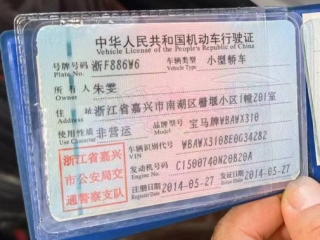 中华人民共和国机动车行驶证
Vehicle License of the People's Republic of China
号牌号码 浙F886W6 车辆类型 小型轿车
Plate No. Vehicle Type
所有人 朱雯
Owner
住址 浙江省嘉兴市南湖区栅堰小区1幢201室
使用性质 非营运 品牌型号 宝马牌WBAWX310
Use Character
浙江省嘉兴
市公安局交
通警察支队
车辆识别代号 WBAWX3108E0G34282
VIN
发动机号码 C1500740N20B20A
注册日期 2014-05-27 发证日期 2014-05-27